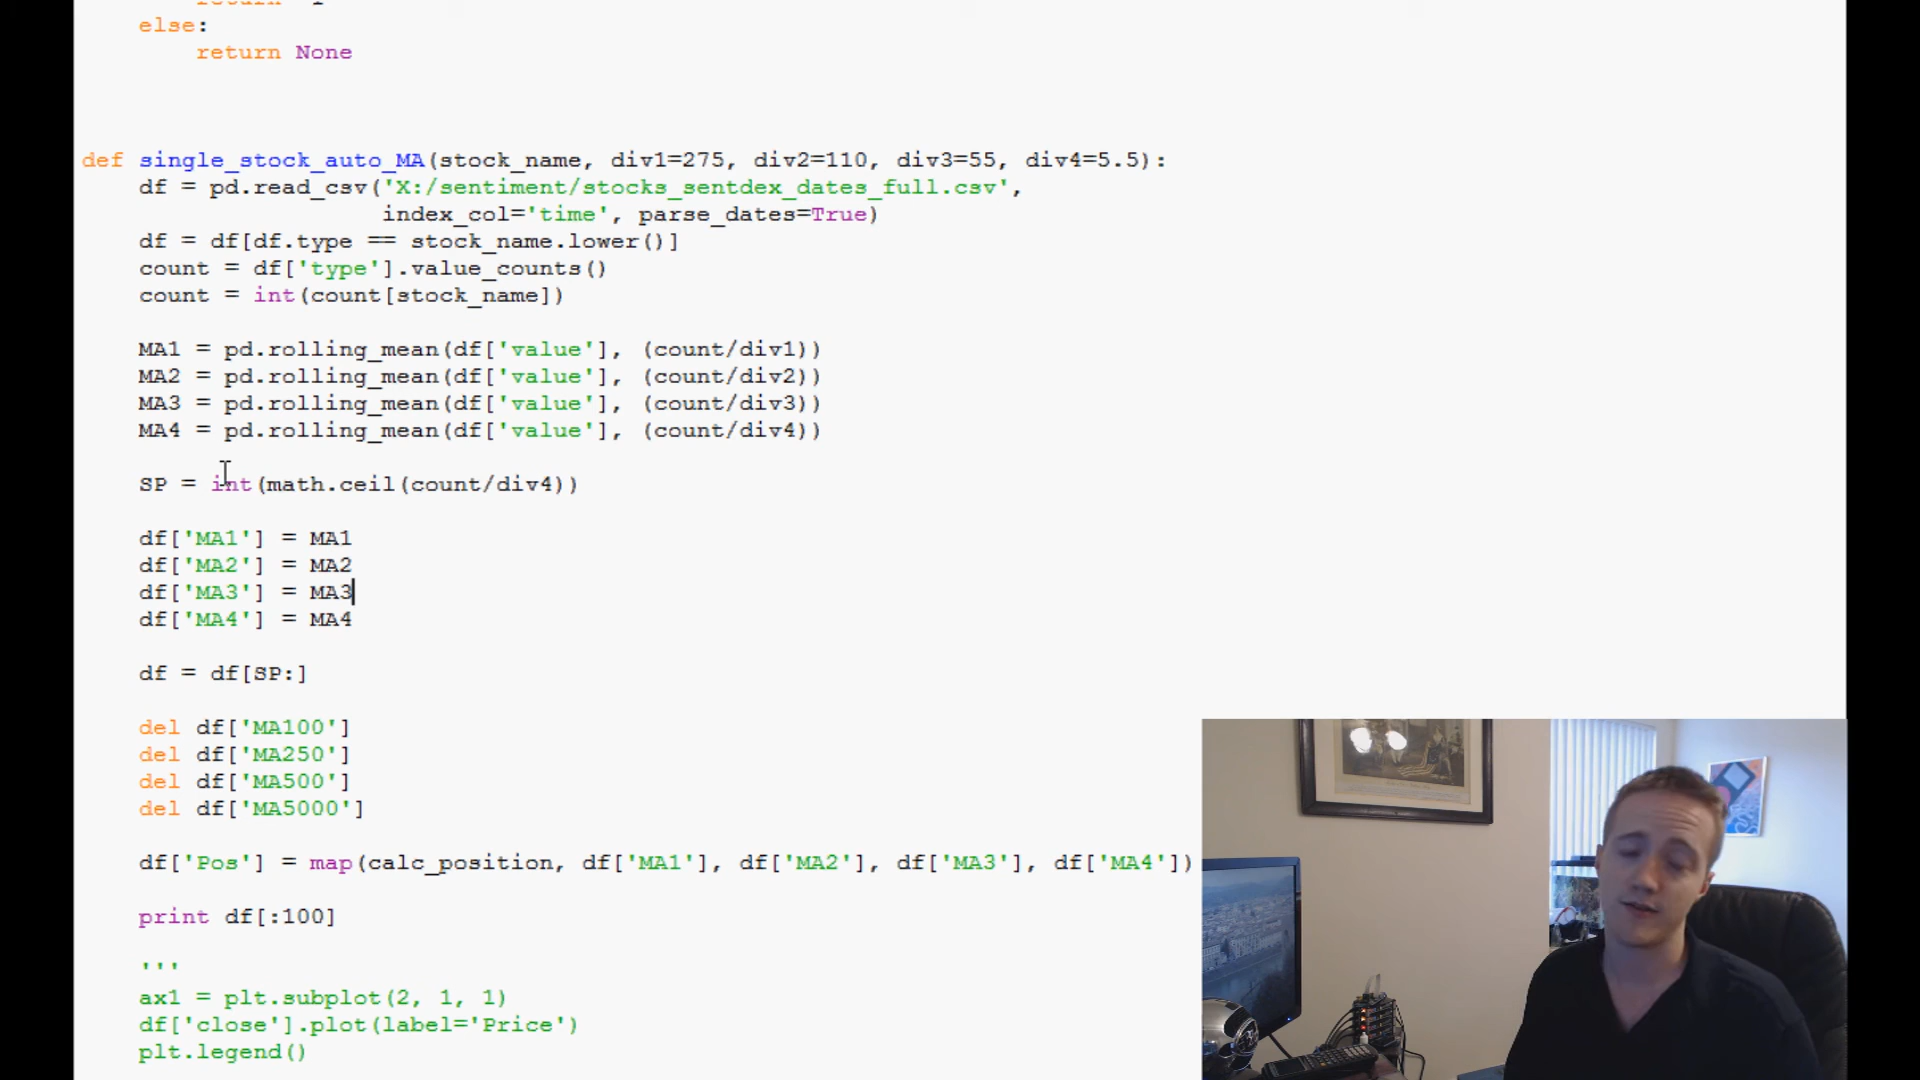 else:
return None
def single_stock_auto_MA(stock_name, div1=275, div2=110, div3=55, div4=5.5):
df = pd.read_csv('X:/sentiment/stocks_sentdex_dates_full.csv',
index_col='time', parse_dates=True)
df = df[df.type == stock_name.lower()]
count = df['type'].value_counts()
count = int(count[stock_name])
MA1 = pd.rolling_mean(df['value'], (count/div1))
MA2 = pd.rolling_mean(df['value'], (count/div2))
MA3 = pd.rolling_mean(df['value'], (count/div3))
MA4 = pd.rolling_mean(df['value'], (count/div4))
SP = int(math.ceil(count/div4))
df['MA1'] = MA1
df['MA2'] = MA2
df['MA3'] = MA3
df['MA4'] = MA4
df = df[SP:]
del df['MA100']
del df['MA250']
del df['MA500']
del df['MA5000']
df['Pos'] = map(calc_position, df['MA1'], df['MA2'], df['MA3'], df['MA4'])
print df[:100]
'''
ax1 = plt.subplot(2, 1, 1)
df['close'].plot(label='Price')
plt.legend()